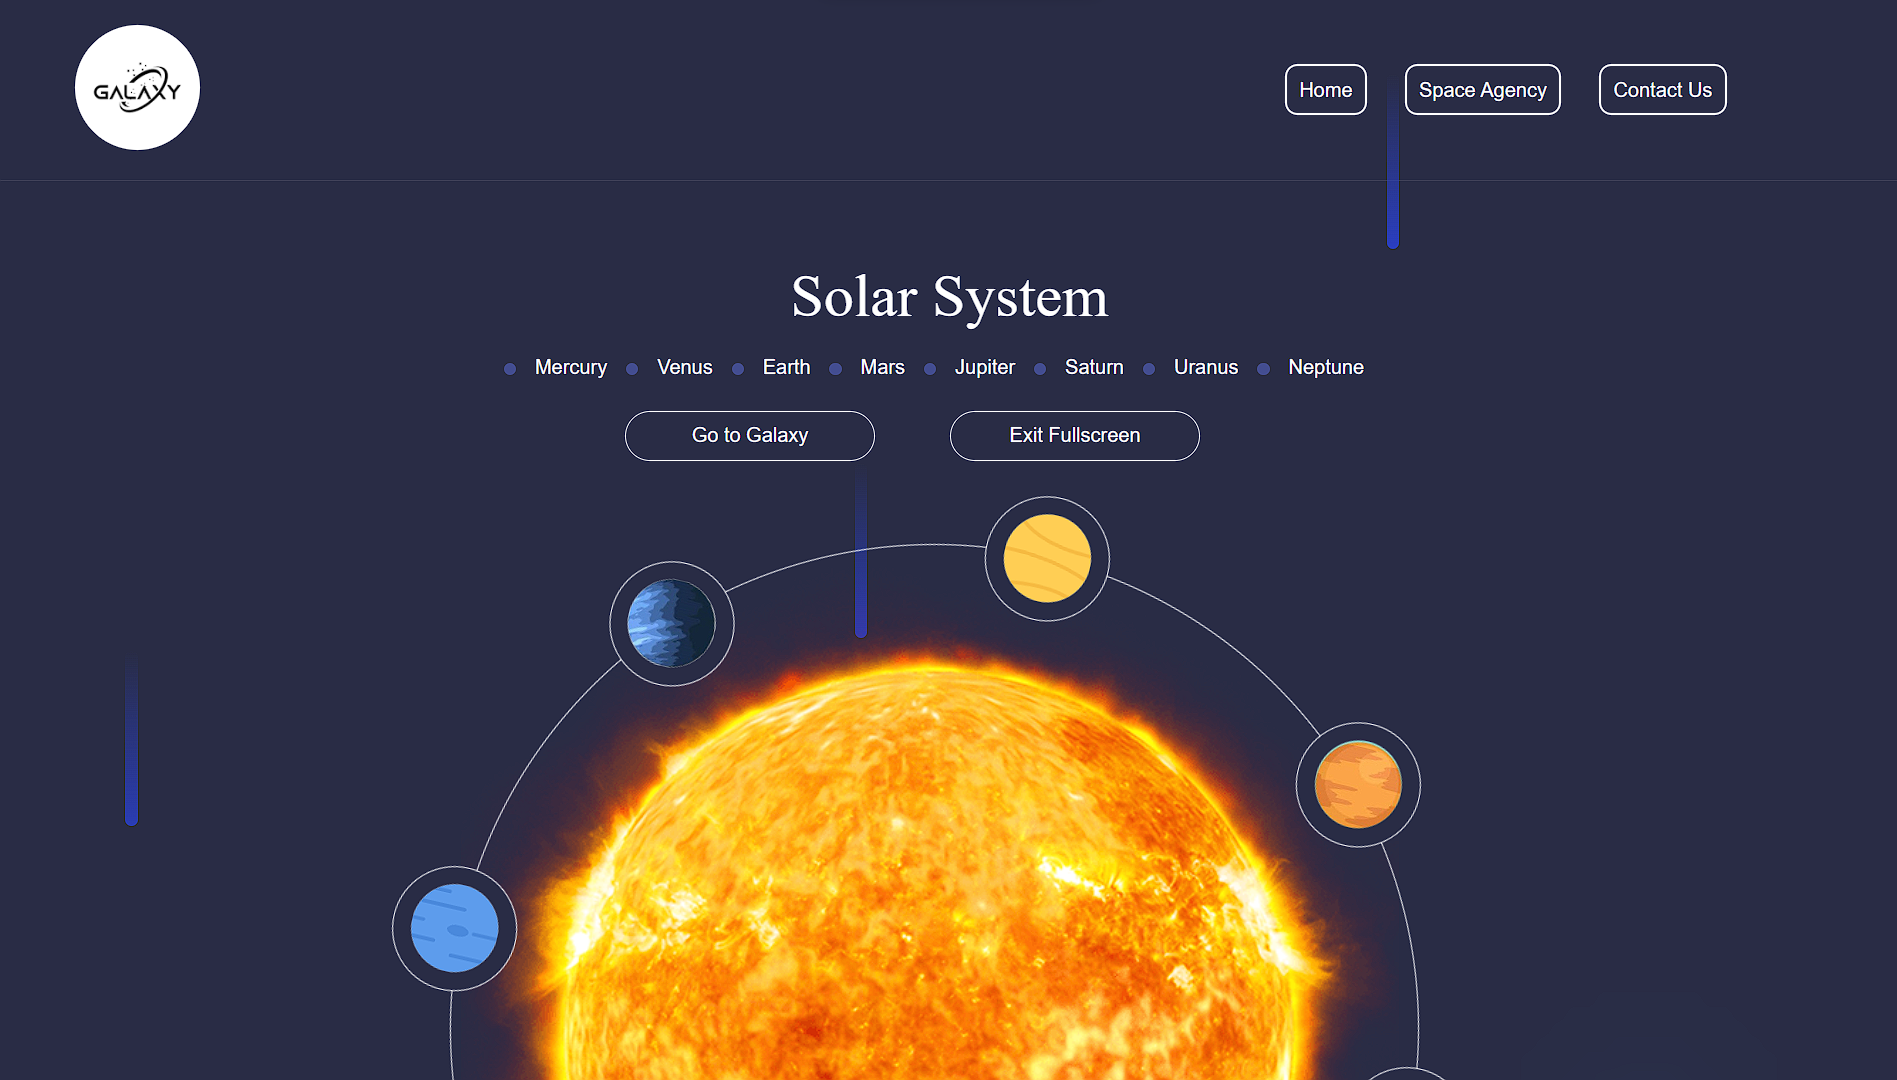 GALAXY
Home Space Agency Contact Us
Solar System
Mercury Venus Earth Mars Jupiter Saturn Uranus Neptune
Go to Galaxy Exit Fullscreen